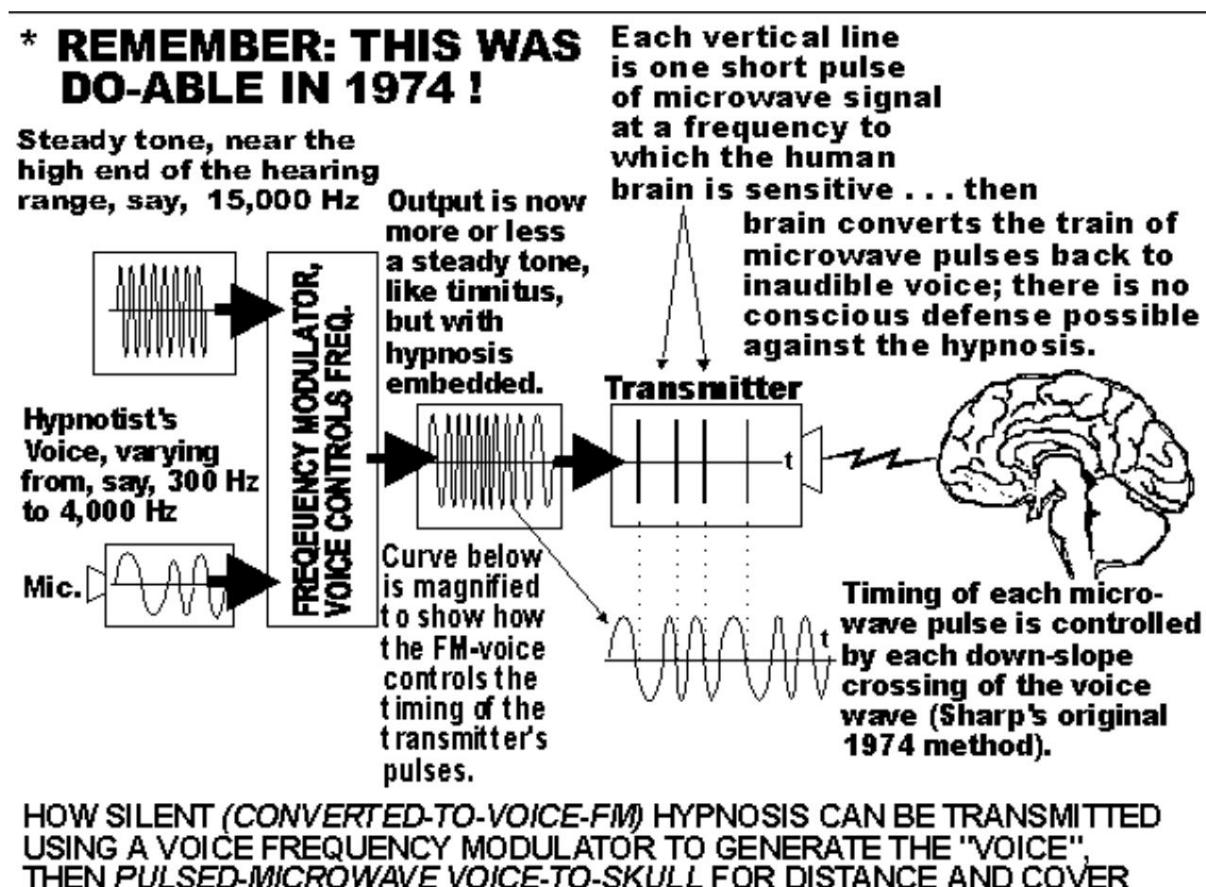 * REMEMBER: THIS WAS
DO-ABLE IN 1974 !
Steady tone, near the
high end of the hearing
range, say, 15,000 Hz
Hypnotist's
Voice, varying
from, say, 300 Hz
to 4,000 Hz
Mic.
FREQEUENCY MODULATOR,
VOICE CONTROLS FREQ.
Output is now
more or less
a steady tone,
like tinnitus,
but with
hypnosis
embedded.
Curve below
is magnified
to show how
the FM-voice
controls the
timing of the
transmitter's
pulses.
Each vertical line
is one short pulse
of microwave signal
at a frequency to
which the human
brain is sensitive . . . then
brain converts the train of
microwave pulses back to
inaudible voice; there is no
conscious defense possible
against the hypnosis.
Transmitter
t
t
Timing of each micro-
wave pulse is controlled
by each down-slope
crossing of the voice
wave (Sharp's original
1974 method).
HOW SILENT (CONVERTED-TO-VOICE-FM) HYPNOSIS CAN BE TRANSMITTED
USING A VOICE FREQUENCY MODULATOR TO GENERATE THE "VOICE",
THEN PULSED-MICROWAVE VOICE-TO-SKULL FOR DISTANCE AND COVER